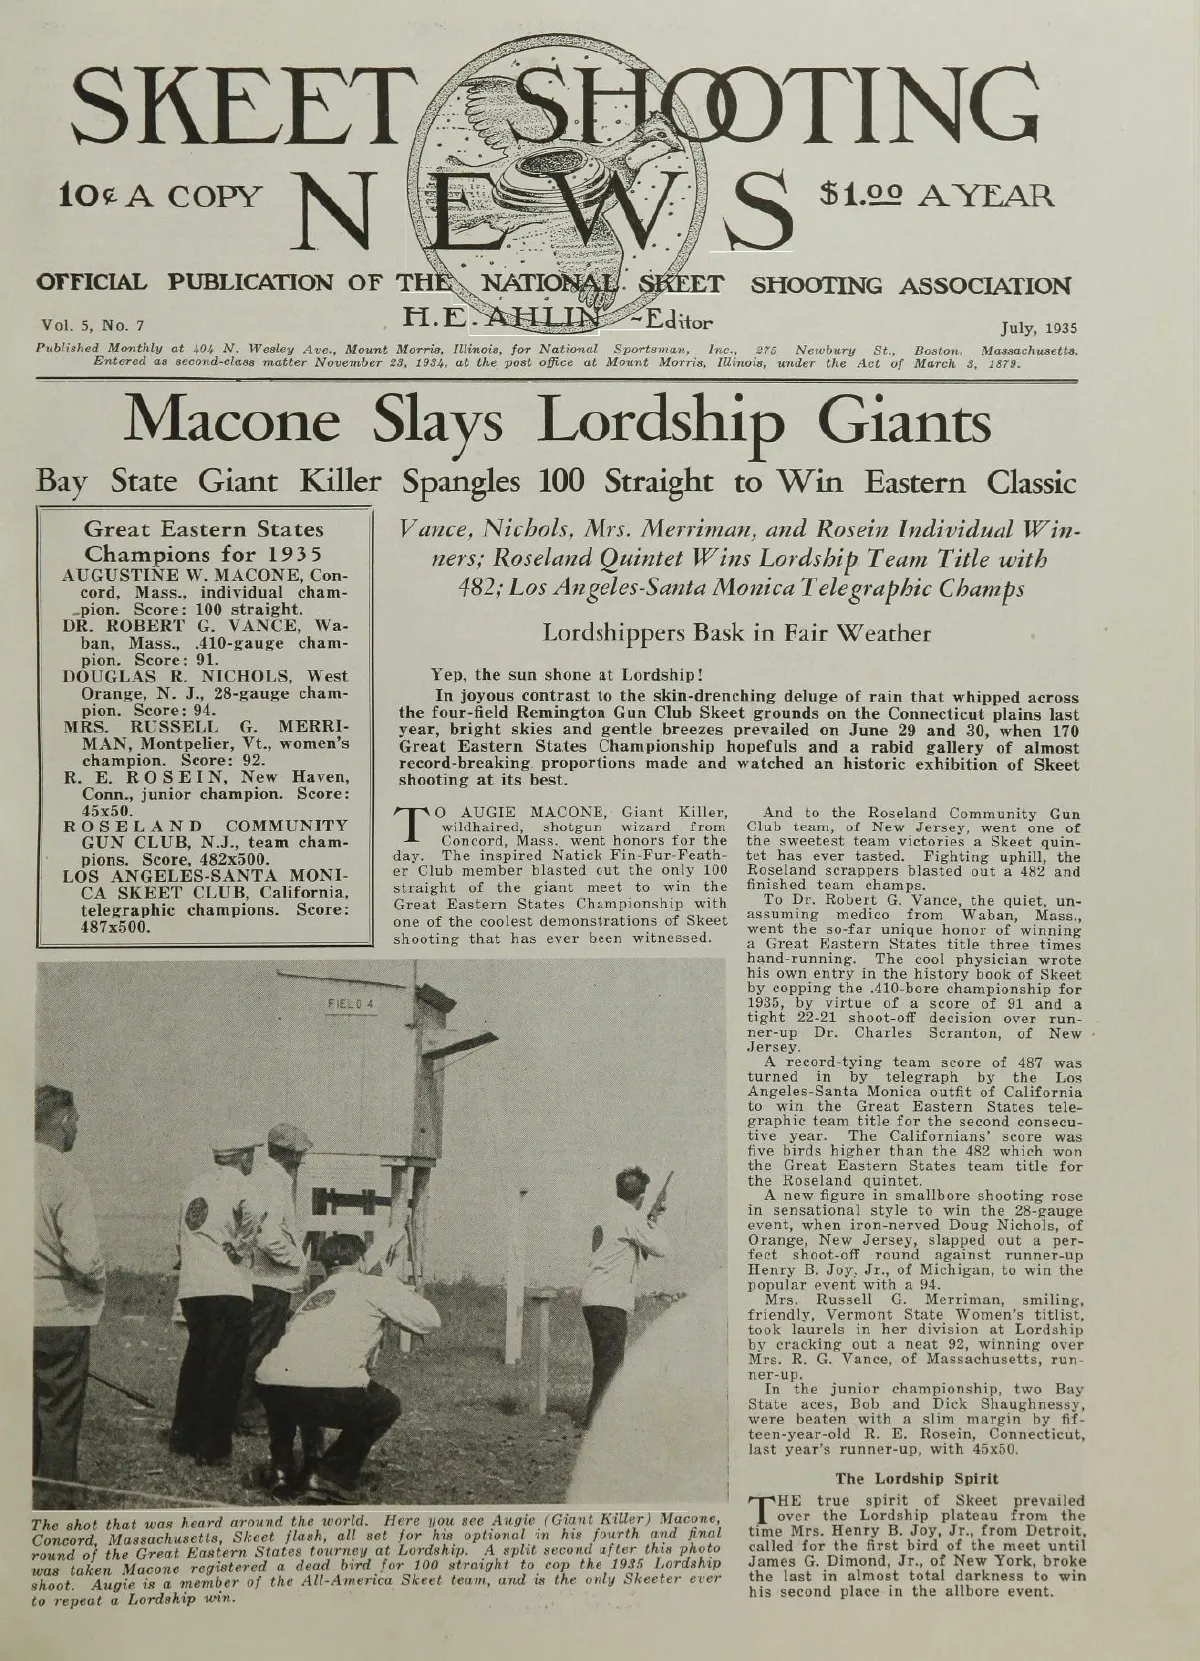 SKEET SHOOTING
10¢ A COPY NEWS $1.00 A YEAR
OFFICIAL PUBLICATION OF THE NATIONAL SKEET SHOOTING ASSOCIATION
Vol. 5, No. 7 H.E. AHLIN ~Editor July, 1935
Published Monthly at 404 N. Wesley Ave., Mount Morris, Illinois, for National Sportsman, Inc., 275 Newbury St., Boston, Massachusetts.
Entered as second-class matter November 23, 1934, at the post office at Mount Morris, Illinois, under the Act of March 3, 1879.
Macone Slays Lordship Giants
Bay State Giant Killer Spangles 100 Straight to Win Eastern Classic
Great Eastern States
Champions for 1935
AUGUSTINE W. MACONE, Con-
cord, Mass., individual cham-
pion. Score: 100 straight.
DR. ROBERT G. VANCE, Wa-
ban, Mass., .410-gauge cham-
pion. Score: 91.
DOUGLAS R. NICHOLS, West
Orange, N. J., 28-gauge cham-
pion. Score: 94.
MRS. RUSSELL G. MERRI-
MAN, Montpelier, Vt., women's
champion. Score: 92.
R. E. ROSEIN, New Haven,
Conn., junior champion. Score:
45x50.
ROSELAND COMMUNITY
GUN CLUB, N.J., team cham-
pions. Score, 482x500.
LOS ANGELES-SANTA MONI-
CA SKEET CLUB, California,
telegraphic champions. Score:
487x500.
Vance, Nichols, Mrs. Merriman, and Rosein Individual Win-
ners; Roseland Quintet Wins Lordship Team Title with
482; Los Angeles-Santa Monica Telegraphic Champs
Lordshippers Bask in Fair Weather
Yep, the sun shone at Lordship!
In joyous contrast to the skin-drenching deluge of rain that whipped across
the four-field Remington Gun Club Skeet grounds on the Connecticut plains last
year, bright skies and gentle breezes prevailed on June 29 and 30, when 170
Great Eastern States Championship hopefuls and a rabid gallery of almost
record-breaking proportions made and watched an historic exhibition of Skeet
shooting at its best.
TO AUGIE MACONE, Giant Killer,
wildhaired, shotgun wizard from
Concord, Mass. went honors for the
day. The inspired Natick Fin-Fur-Feath-
er Club member blasted out the only 100
straight of the giant meet to win the
Great Eastern States Championship with
one of the coolest demonstrations of Skeet
shooting that has ever been witnessed.
FIELD 4
The shot that was heard around the world. Here you see Augie (Giant Killer) Macone,
Concord, Massachusetts, Skeet flash, all set for his optional in his fourth and final
round of the Great Eastern States tourney at Lordship. A split second after this photo
was taken Macone registered a dead bird for 100 straight to cop the 1935 Lordship
shoot. Augie is a member of the All-America Skeet team, and is the only Skeeter ever
to repeat a Lordship win.
And to the Roseland Community Gun
Club team, of New Jersey, went one of
the sweetest team victories a Skeet quin-
tet has ever tasted. Fighting uphill, the
Roseland scrappers blasted out a 482 and
finished team champs.
To Dr. Robert G. Vance, the quiet, un-
assuming medico from Waban, Mass.,
went the so-far unique honor of winning
a Great Eastern States title three times
hand-running. The cool physician wrote
his own entry in the history book of Skeet
by copping the .410-bore championship for
1935, by virtue of a score of 91 and a
tight 22-21 shoot-off decision over run-
ner-up Dr. Charles Scranton, of New
Jersey.
A record-tying team score of 487 was
turned in by telegraph by the Los
Angeles-Santa Monica outfit of California
to win the Great Eastern States tele-
graphic team title for the second consecu-
tive year. The Californians' score was
five birds higher than the 482 which won
the Great Eastern States team title for
the Roseland quintet.
A new figure in smallbore shooting rose
in sensational style to win the 28-gauge
event, when iron-nerved Doug Nichols, of
Orange, New Jersey, slapped out a per-
fect shoot-off round against runner-up
Henry B. Joy, Jr., of Michigan, to win the
popular event with a 94.
Mrs. Russell G. Merriman, smiling,
friendly, Vermont State Women's titlist,
took laurels in her division at Lordship
by cracking out a neat 92, winning over
Mrs. R. G. Vance, of Massachusetts, run-
ner-up.
In the junior championship, two Bay
State aces, Bob and Dick Shaughnessy,
were beaten with a slim margin by fif-
teen-year-old R. E. Rosein, Connecticut,
last year's runner-up, with 45x50.
The Lordship Spirit
THE true spirit of Skeet prevailed
over the Lordship plateau from the
time Mrs. Henry B. Joy, Jr., from Detroit,
called for the first bird of the meet until
James G. Dimond, Jr., of New York, broke
the last in almost total darkness to win
his second place in the allbore event.